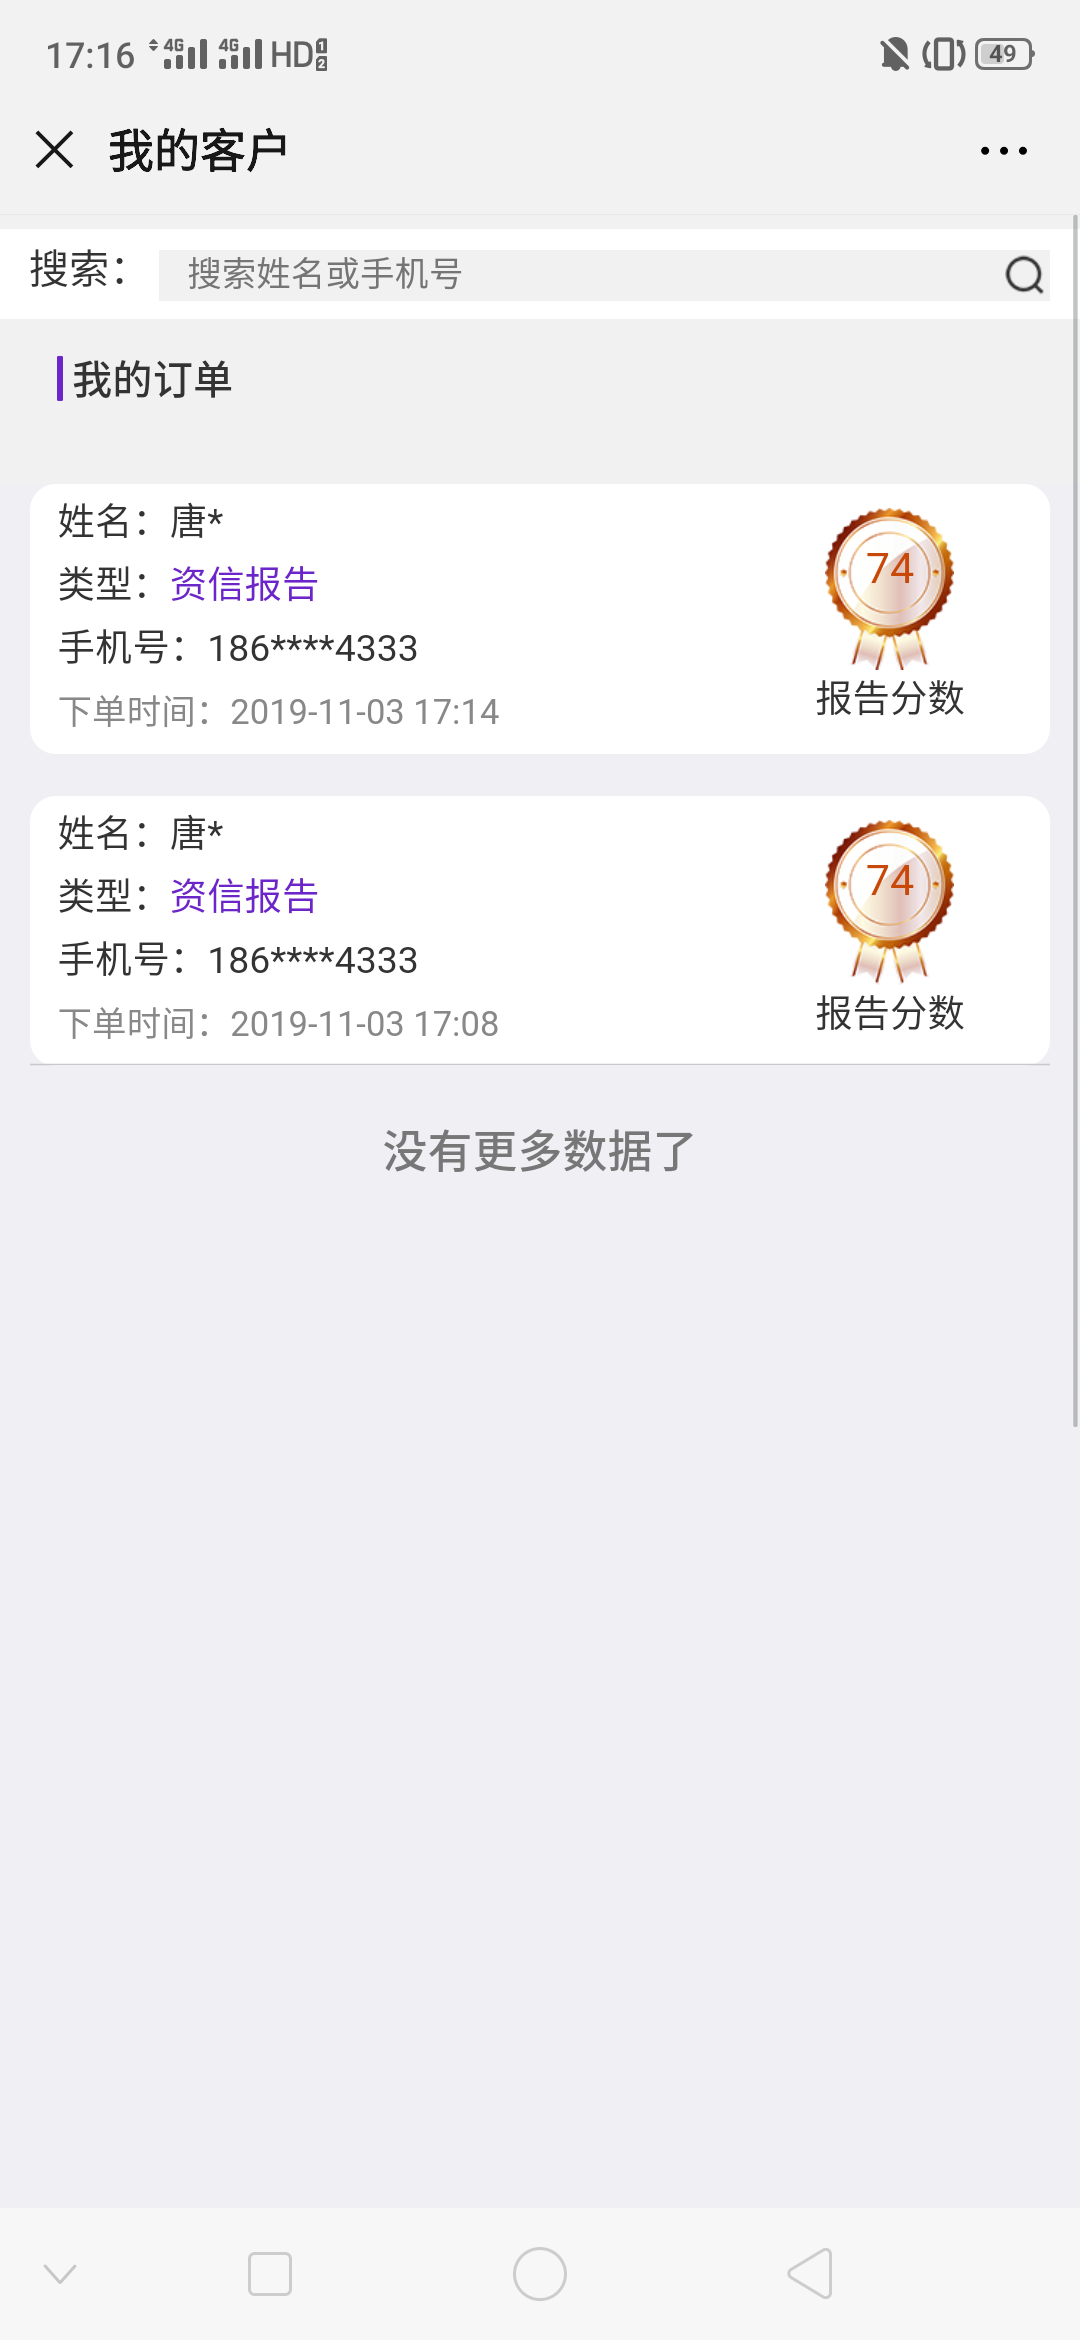 17:16 4G 4G HD 1 2 49
我的客户
搜索： 搜索姓名或手机号
我的订单
姓名：唐*
类型：资信报告
手机号：186****4333
下单时间：2019-11-03 17:14
74
报告分数
姓名：唐*
类型：资信报告
手机号：186****4333
下单时间：2019-11-03 17:08
74
报告分数
没有更多数据了